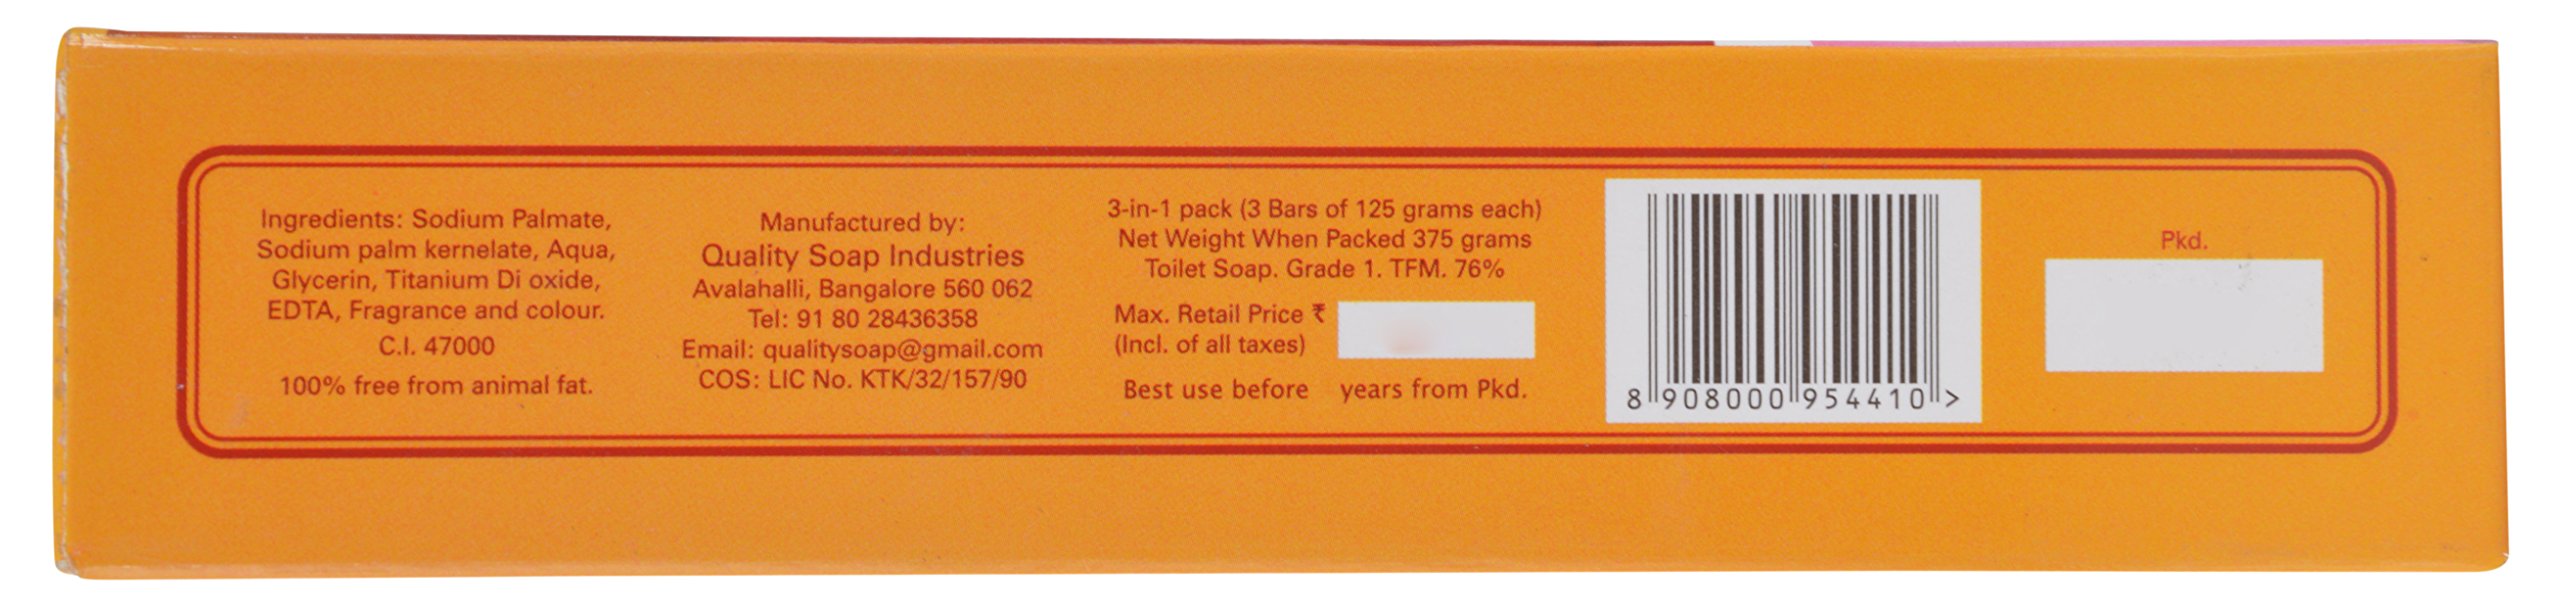 Ingredients: Sodium Palmate,
Sodium palm kernelate, Aqua,
Glycerin, Titanium Di oxide,
EDTA, Fragrance and colour.
C.I. 47000
100% free from animal fat.
Manufactured by:
Quality Soap Industries
Avalahalli, Bangalore 560 062
Tel: 91 80 28436358
Email: qualitysoap@gmail.com
COS: LIC No. KTK/32/157/90
3-in-1 pack (3 Bars of 125 grams each)
Net Weight When Packed 375 grams
Toilet Soap. Grade 1. TFM. 76%
Max. Retail Price ₹
(Incl. of all taxes)
Best use before years from Pkd.
8 908000 954410 >
Pkd.